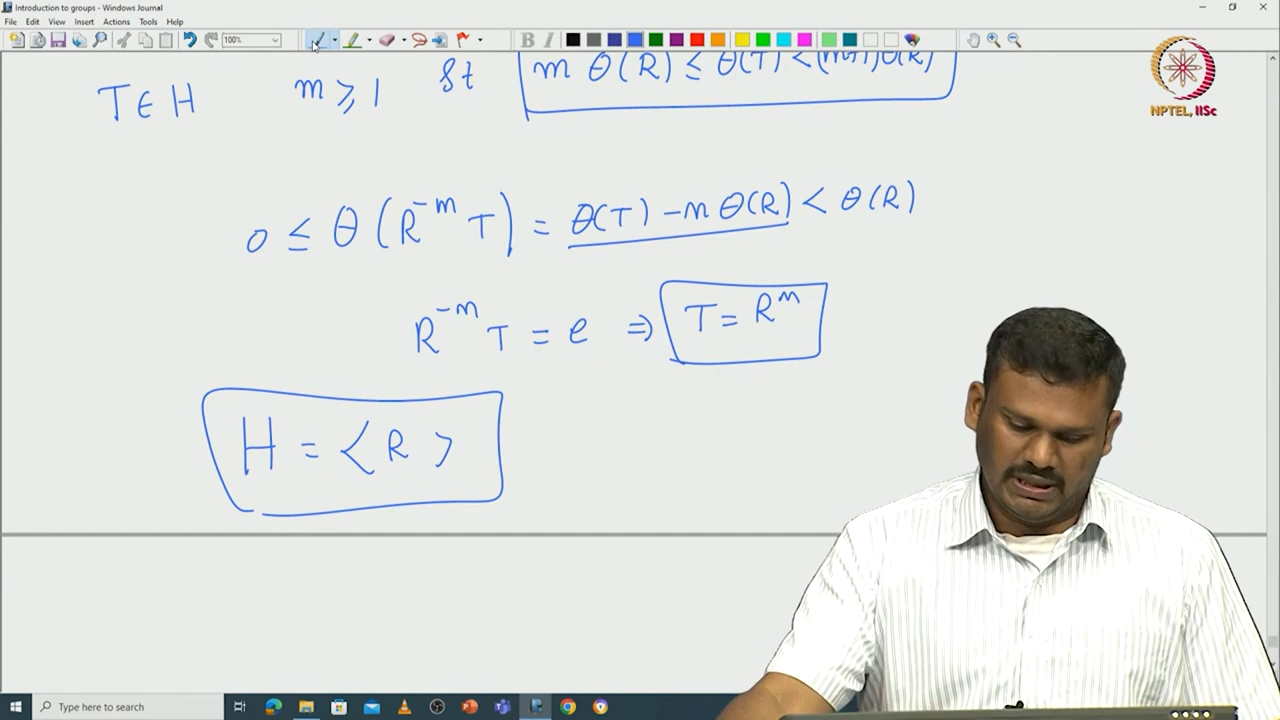 Introduction to groups - Windows Journal
File Edit View Insert Actions Tools Help
100%
B I
m θ(R) ≤ θ(T) < (m+1)θ(R)
T ∈ H m ≥ 1 st
NPTEL, IISc
0 ≤ θ(R⁻ᵐ T) = θ(T) - m θ(R) < θ(R)
R⁻ᵐ T = e ⇒ T = Rᵐ
H = <R>
Type here to search